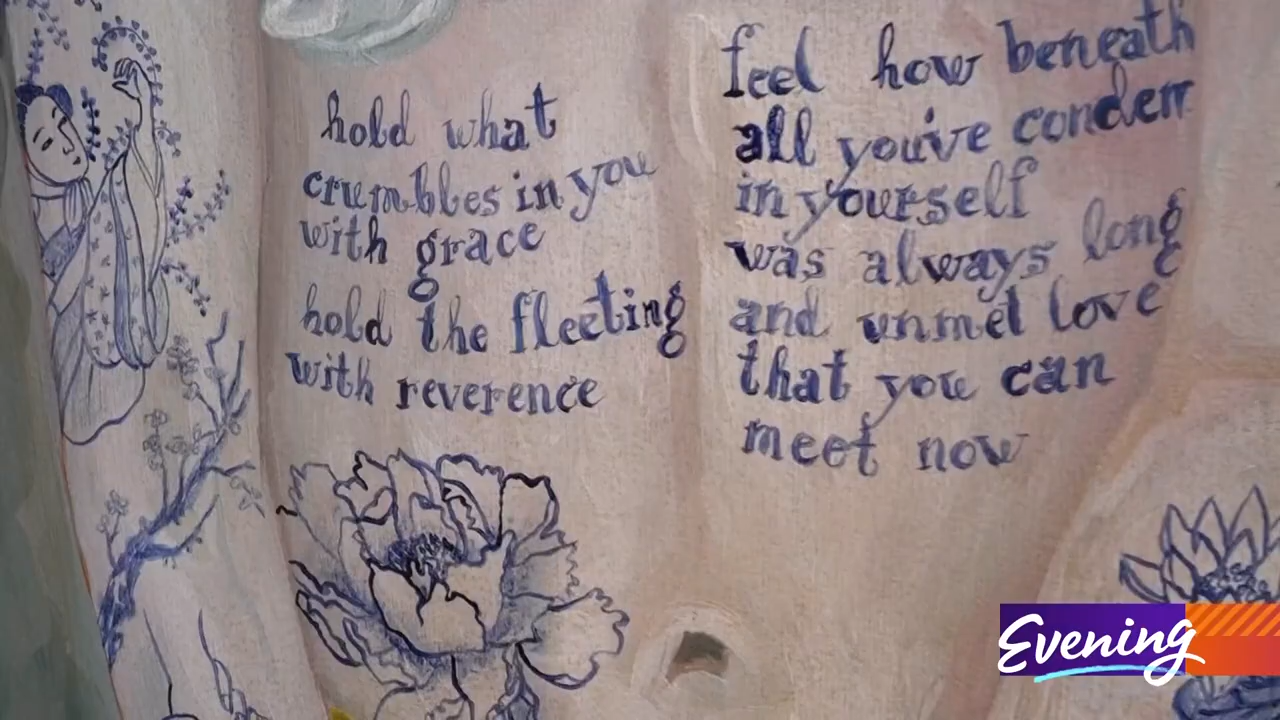 hold what
crumbles in you
with grace
hold the fleeting
with reverence
feel how beneath
all you've
in yourself
was always long
and unmet love
that you can
meet now
Evening